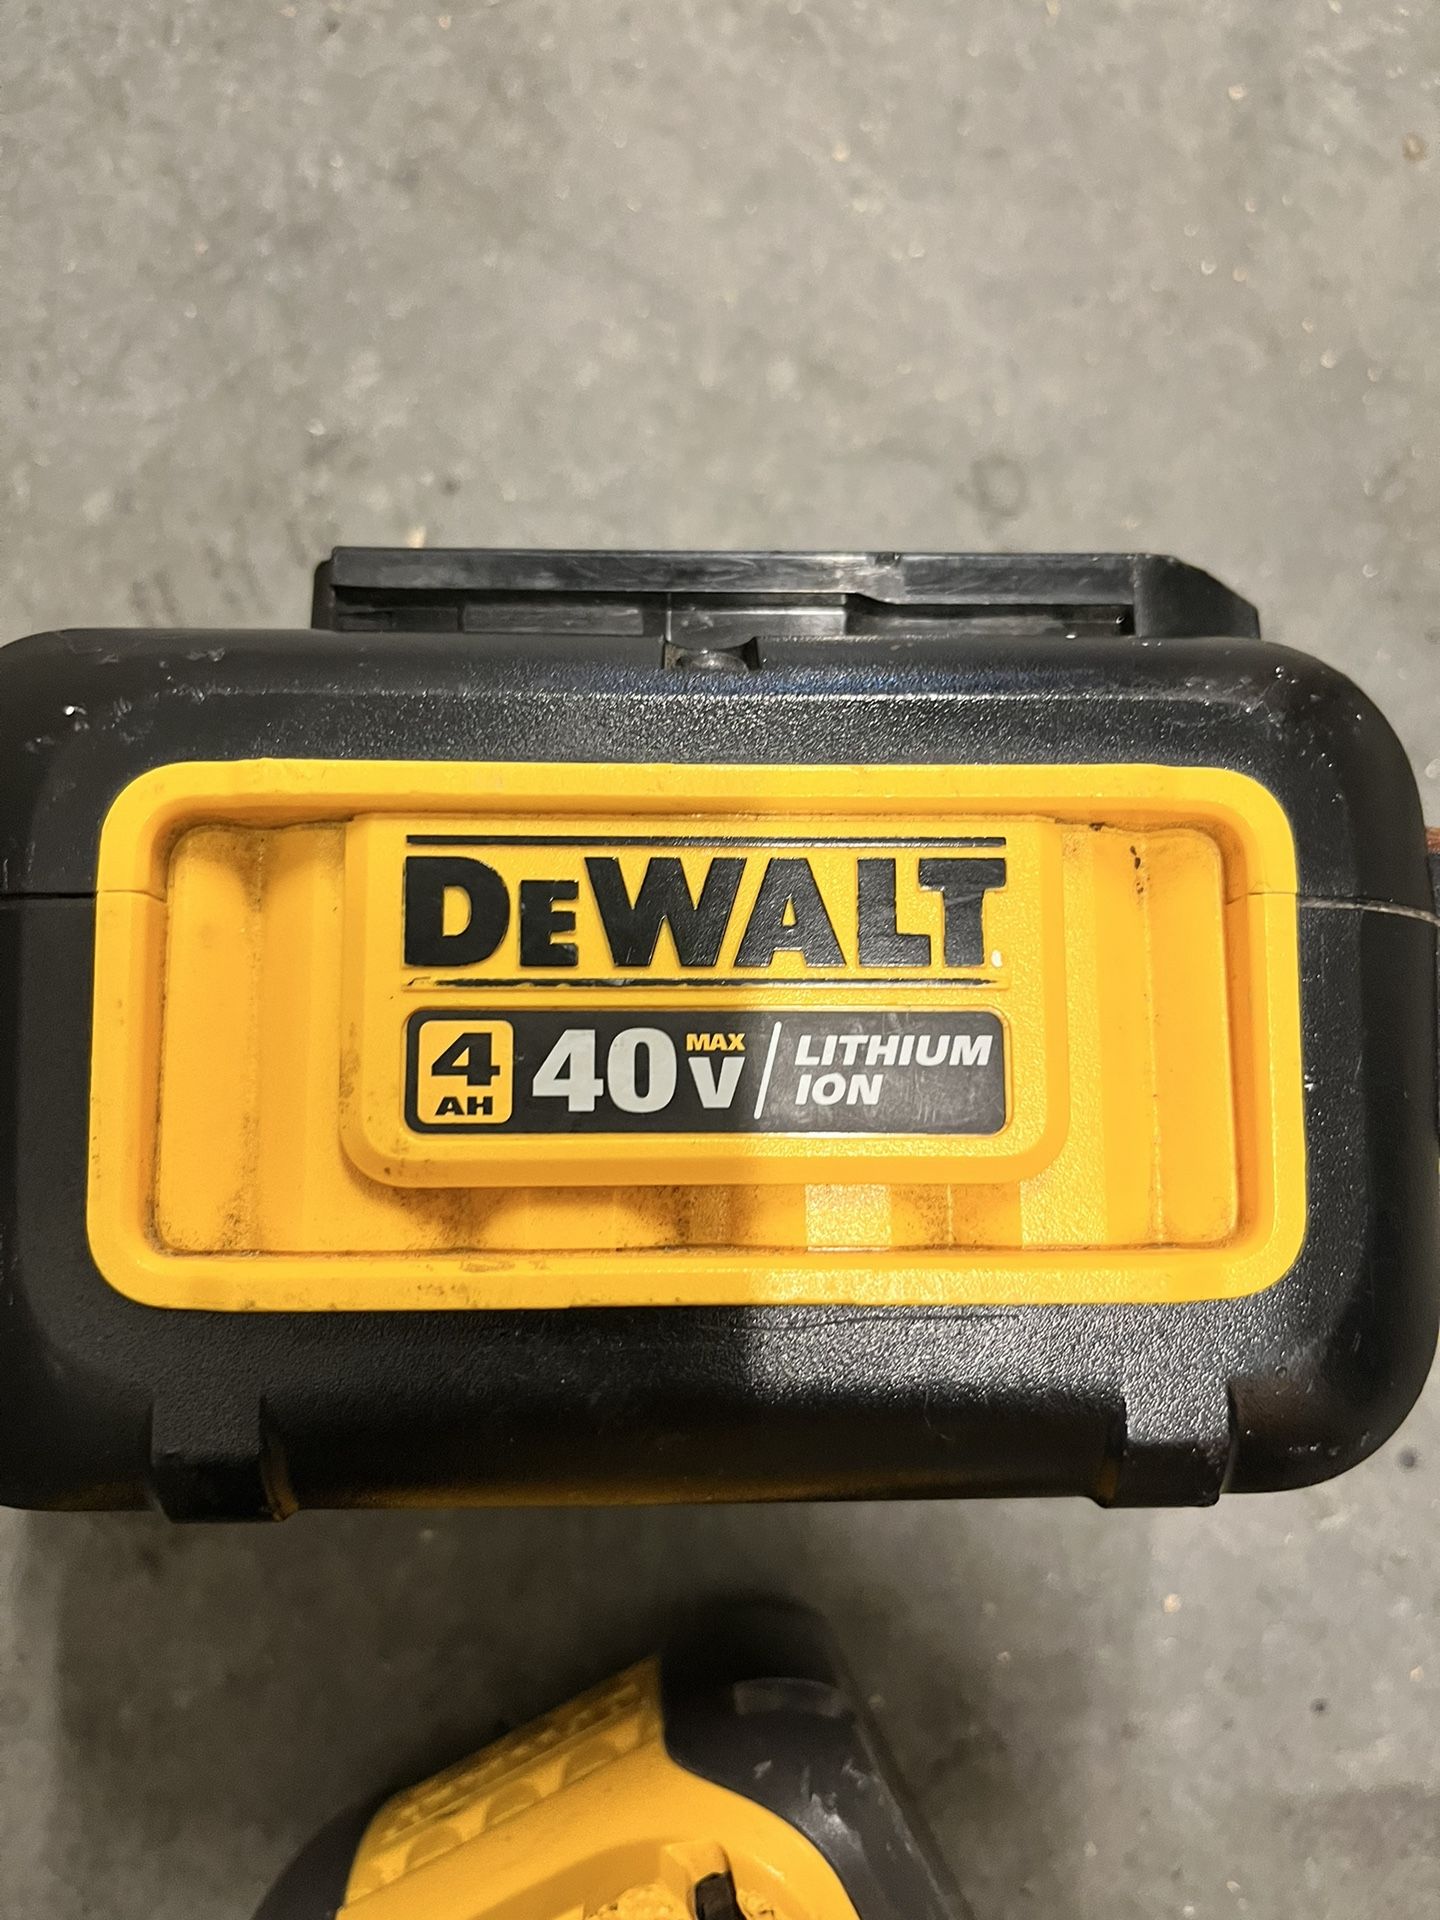 DEWALT
4 AH 40V MAX / LITHIUM ION